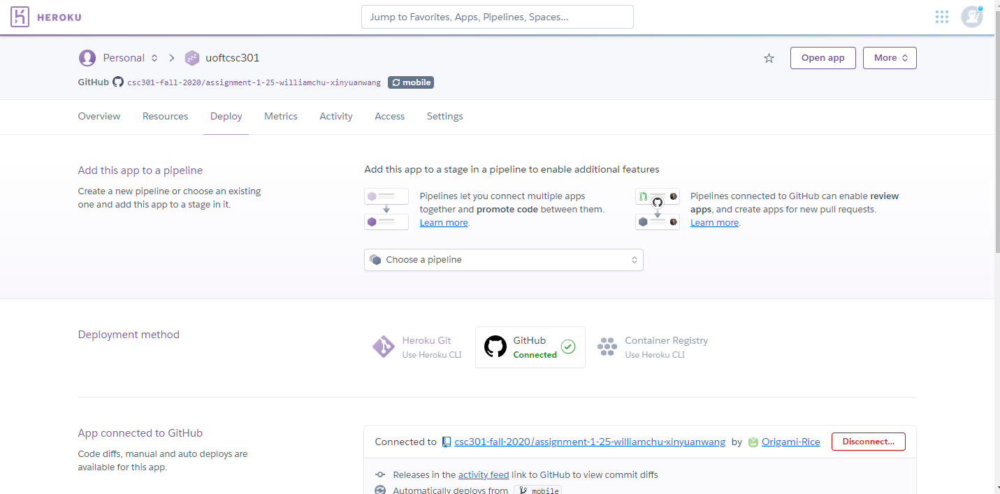 HEROKU
Jump to Favorites, Apps, Pipelines, Spaces...
Personal
uoftcsc301
Open app
More
GitHub csc301-fall-2020/assignment-1-25-williamchu-xinyuanwang mobile
Overview Resources Deploy Metrics Activity Access Settings
Add this app to a pipeline
Create a new pipeline or choose an existing
one and add this app to a stage in it.
Add this app to a stage in a pipeline to enable additional features
Pipelines let you connect multiple apps
together and promote code between them.
Learn more.
Pipelines connected to GitHub can enable review
apps, and create apps for new pull requests.
Learn more.
Choose a pipeline
Deployment method
Heroku Git
Use Heroku CLI
GitHub
Connected
Container Registry
Use Heroku CLI
App connected to GitHub
Code diffs, manual and auto deploys are
available for this app.
Connected to csc301-fall-2020/assignment-1-25-williamchu-xinyuanwang by Origami-Rice
Disconnect...
Releases in the activity feed link to GitHub to view commit diffs
Automatically deploys from mobile